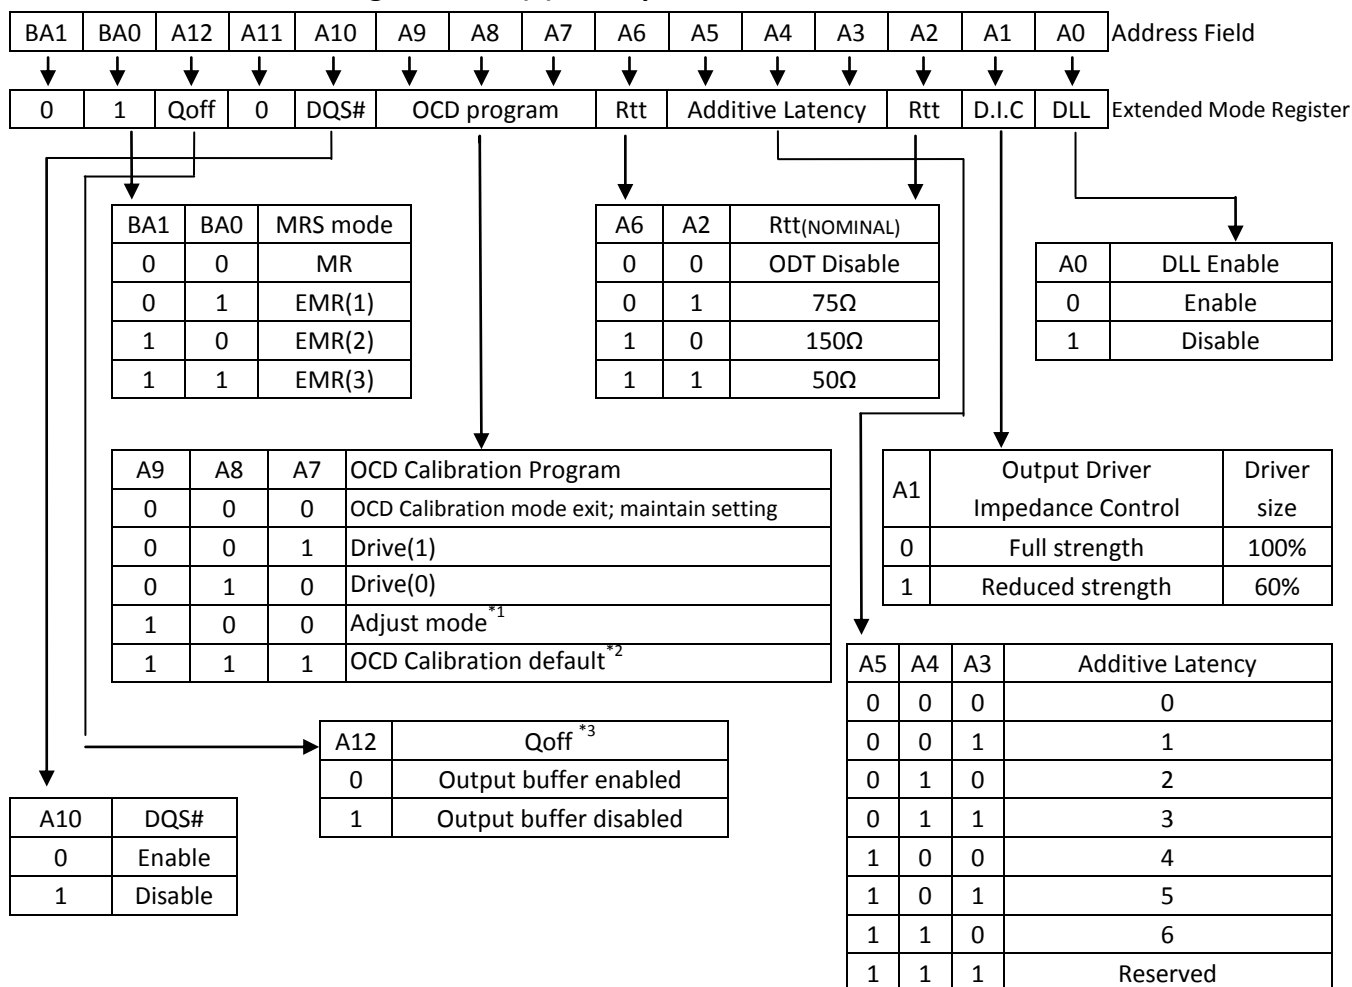 BA1 BA0 A12 A11 A10 A9 A8 A7 A6 A5 A4 A3 A2 A1 A0 Address Field
0 1 Qoff 0 DQS# OCD program Rtt Additive Latency Rtt D.I.C DLL Extended Mode Register
BA1 BA0 MRS mode
0 0 MR
0 1 EMR(1)
1 0 EMR(2)
1 1 EMR(3)
A6 A2 Rtt(NOMINAL)
0 0 ODT Disable
0 1 75Ω
1 0 150Ω
1 1 50Ω
A0 DLL Enable
0 Enable
1 Disable
A9 A8 A7 OCD Calibration Program
0 0 0 OCD Calibration mode exit; maintain setting
0 0 1 Drive(1)
0 1 0 Drive(0)
1 0 0 Adjust mode*1
1 1 1 OCD Calibration default*2
A1 Output Driver Impedance Control Driver size
0 Full strength 100%
1 Reduced strength 60%
A12 Qoff *3
0 Output buffer enabled
1 Output buffer disabled
A10 DQS#
0 Enable
1 Disable
A5 A4 A3 Additive Latency
0 0 0 0
0 0 1 1
0 1 0 2
0 1 1 3
1 0 0 4
1 0 1 5
1 1 0 6
1 1 1 Reserved